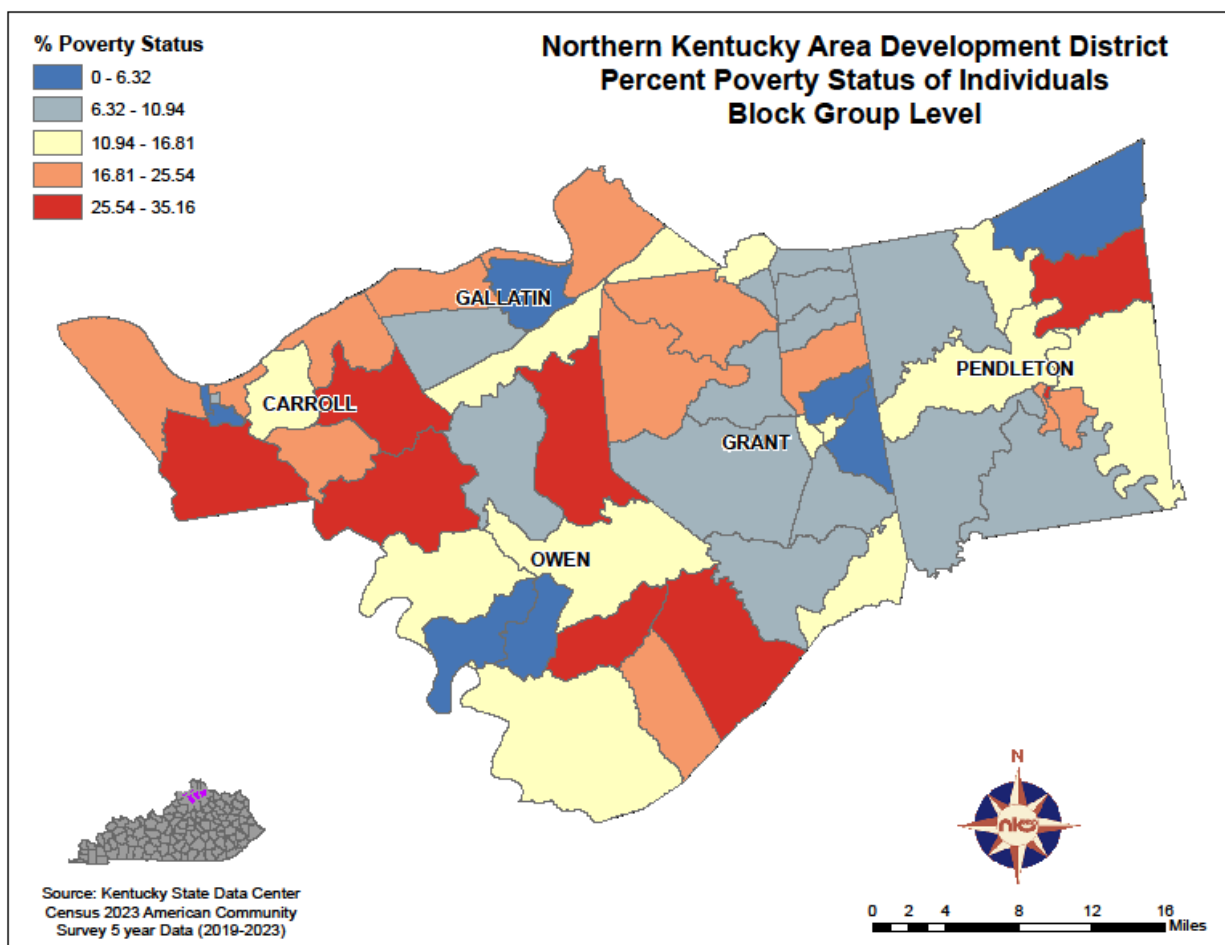 % Poverty Status
0 - 6.32
6.32 - 10.94
10.94 - 16.81
16.81 - 25.54
25.54 - 35.16
Northern Kentucky Area Development District
Percent Poverty Status of Individuals
Block Group Level
GALLATIN
PENDLETON
CARROLL
GRANT
OWEN
Source: Kentucky State Data Center
Census 2023 American Community
Survey 5 year Data (2019-2023)
N
0 2 4 8 12 16
Miles